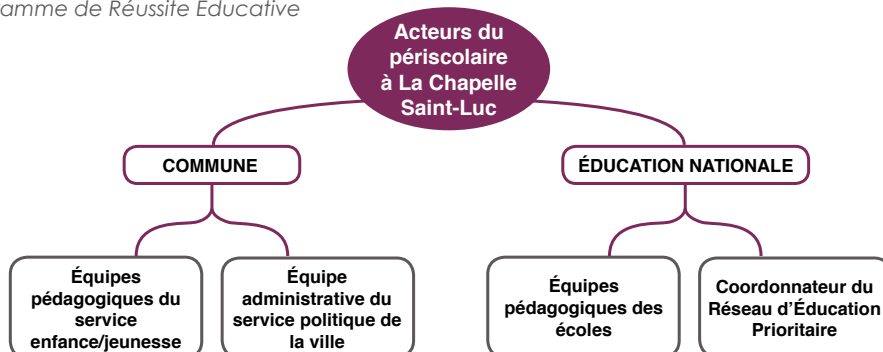 de Réussite Educative
Acteurs du
périscolaire
à La Chapelle
Saint-Luc
COMMUNE
ÉDUCATION NATIONALE
Équipes
pédagogiques du
service
enfance/jeunesse
Équipe
administrative du
service politique de
la ville
Équipes
pédagogiques des
écoles
Coordonnateur du
Réseau d’Éducation
Prioritaire